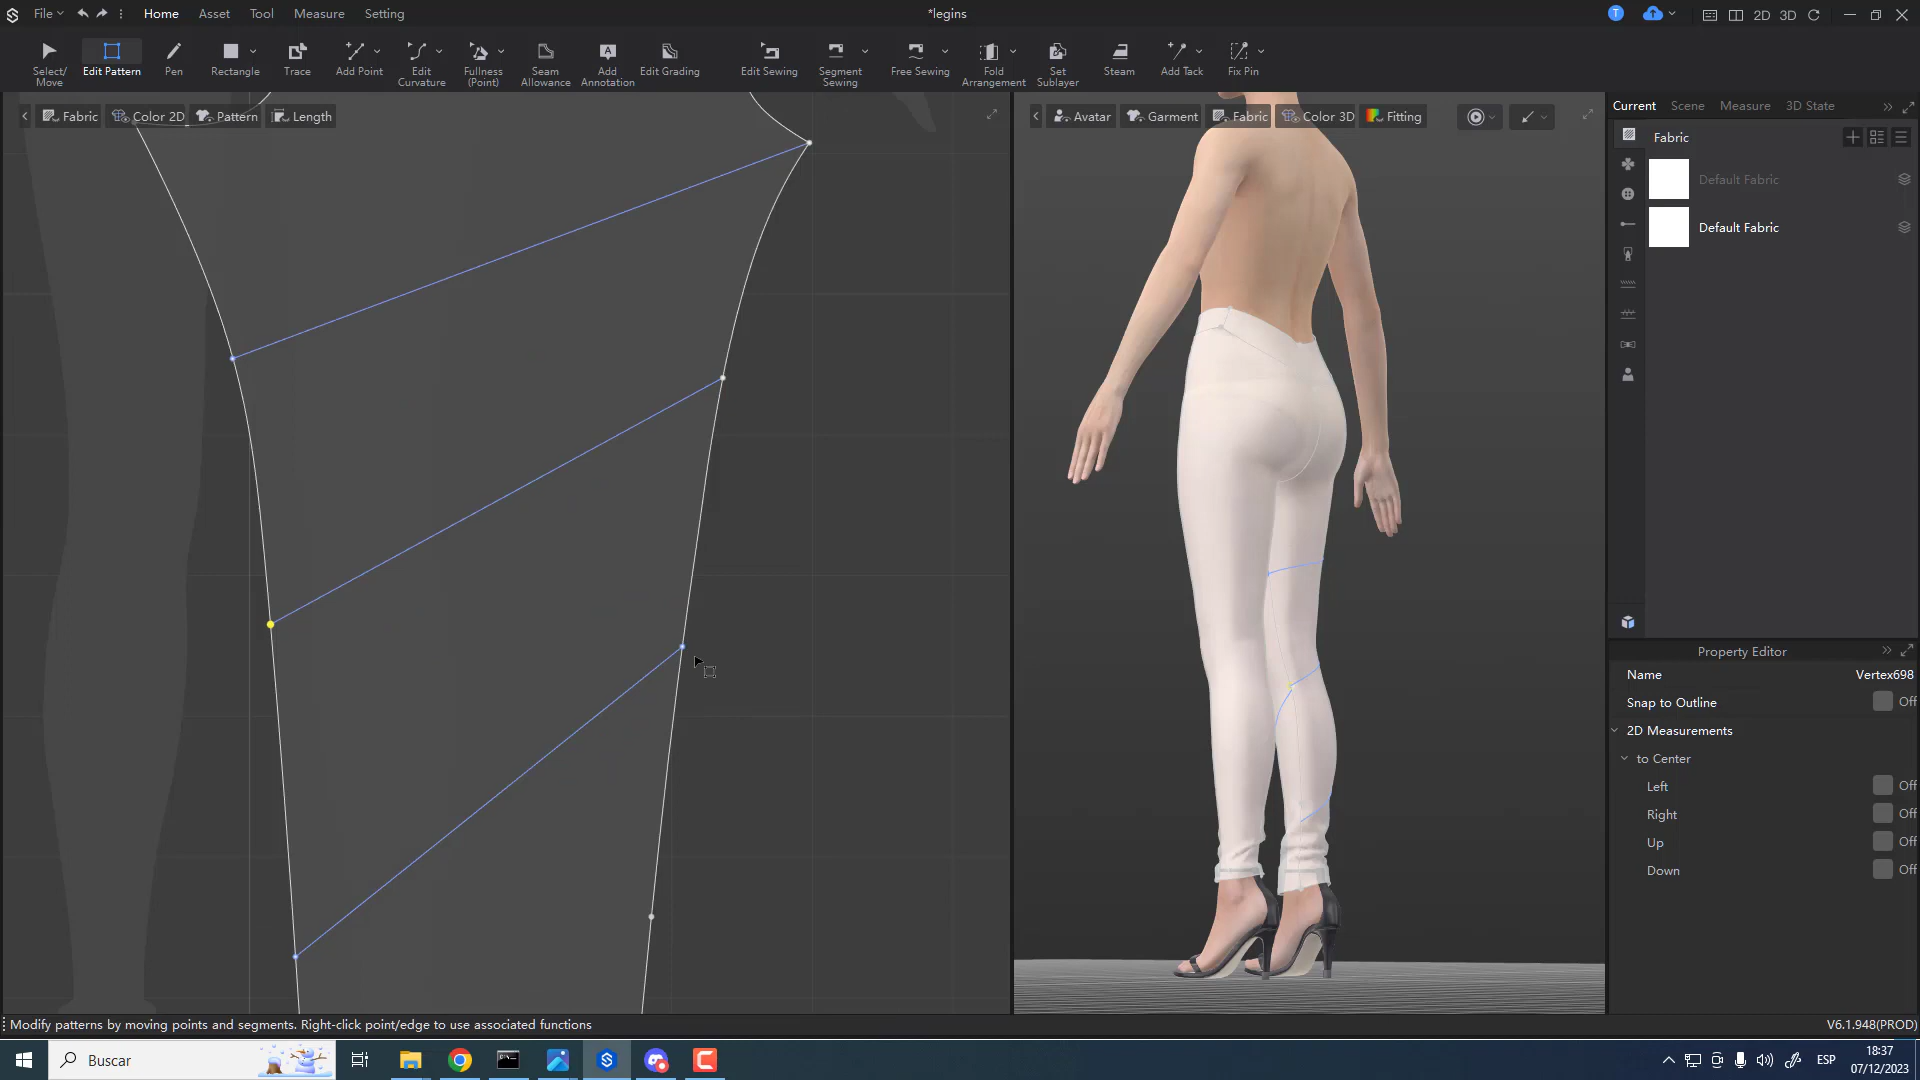 File
Home
Asset
Tool
Measure
Setting
*legins
T
2D
3D
Select/
Move
Edit Pattern
Pen
Rectangle
Trace
Add Point
Edit
Curvature
Fullness
(Point)
Seam
Allowance
Add
Annotation
Edit Grading
Edit Sewing
Segment
Sewing
Free Sewing
Fold
Arrangement
Set
Sublayer
Steam
Add Tack
Fix Pin
Fabric
Color 2D
Pattern
Length
Avatar
Garment
Fabric
Color 3D
Fitting
Current
Scene
Measure
3D State
Fabric
Default Fabric
Default Fabric
Property Editor
Name
Vertex698
Snap to Outline
Off
2D Measurements
to Center
Left
Off
Right
Off
Up
Off
Down
Off
Modify patterns by moving points and segments. Right-click point/edge to use associated functions
V6.1.948(PROD)
Buscar
ESP
18:37
07/12/2023